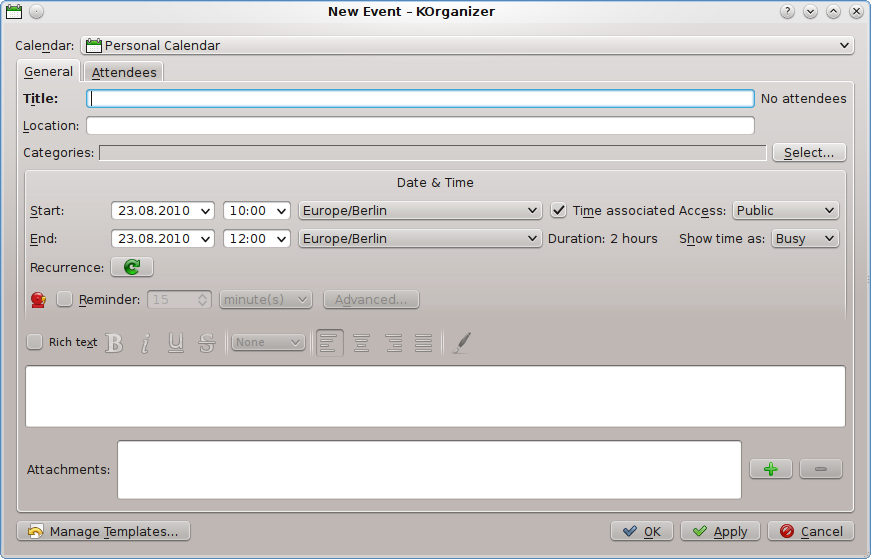 New Event – KOrganizer
?
Calendar: Personal Calendar
General Attendees
Title: No attendees
Location:
Categories: Select...
Date & Time
Start: 23.08.2010 10:00 Europe/Berlin Time associated Access: Public
End: 23.08.2010 12:00 Europe/Berlin Duration: 2 hours Show time as: Busy
Recurrence:
Reminder: 15 minute(s) Advanced...
Rich text B i U S None
Attachments:
Manage Templates... OK Apply Cancel